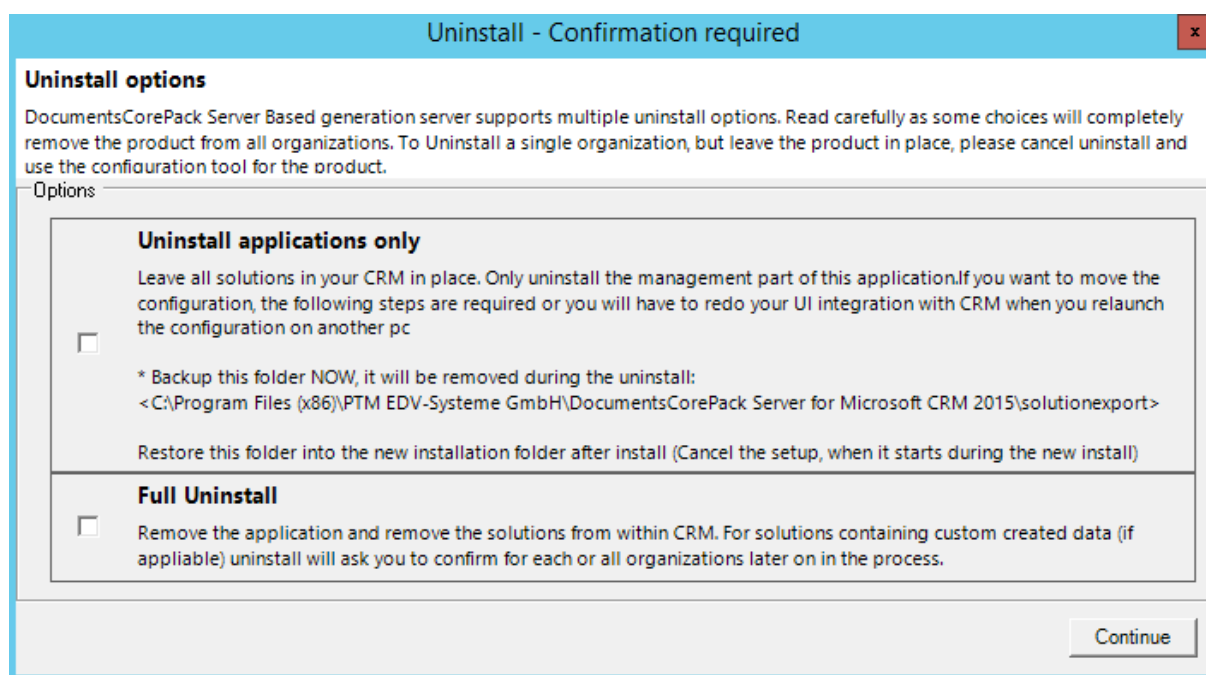 Uninstall - Confirmation required
x
Uninstall options
DocumentsCorePack Server Based generation server supports multiple uninstall options. Read carefully as some choices will completely
remove the product from all organizations. To Uninstall a single organization, but leave the product in place, please cancel uninstall and
use the configuration tool for the product.
Options
Uninstall applications only
Leave all solutions in your CRM in place. Only uninstall the management part of this application.If you want to move the
configuration, the following steps are required or you will have to redo your UI integration with CRM when you relaunch
the configuration on another pc
* Backup this folder NOW, it will be removed during the uninstall:
<C:\Program Files (x86)\PTM EDV-Systeme GmbH\DocumentsCorePack Server for Microsoft CRM 2015\solutionexport>
Restore this folder into the new installation folder after install (Cancel the setup, when it starts during the new install)
Full Uninstall
Remove the application and remove the solutions from within CRM. For solutions containing custom created data (if
appliable) uninstall will ask you to confirm for each or all organizations later on in the process.
Continue